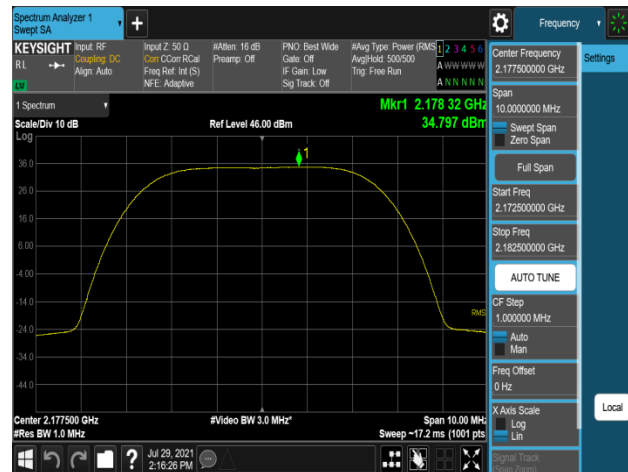 Spectrum Analyzer 1
Swept SA
Frequency
KEYSIGHT
RL
Input: RF
Coupling: DC
Align: Auto
Input Z: 50 Ω
Corr CCorr RCal
Freq Ref: Int (S)
NFE: Adaptive
#Atten: 16 dB
Preamp: Off
PNO: Best Wide
Gate: Off
IF Gain: Low
Sig Track: Off
#Avg Type: Power (RMS
Avg|Hold: 500/500
Trig: Free Run
1 2 3 4 5 6
A W W W W W
A N N N N N
1 Spectrum
Scale/Div 10 dB
Log
Ref Level 46.00 dBm
Mkr1 2.178 32 GHz
34.797 dBm
1
36.0
26.0
16.0
6.00
-4.00
-14.0
-24.0
-34.0
-44.0
RMS
Center 2.177500 GHz
#Res BW 1.0 MHz
#Video BW 3.0 MHz*
Span 10.00 MHz
Sweep ~17.2 ms (1001 pts
Jul 29, 2021
2:16:26 PM
Center Frequency
2.177500000 GHz
Span
10.0000000 MHz
Swept Span
Zero Span
Full Span
Start Freq
2.172500000 GHz
Stop Freq
2.182500000 GHz
AUTO TUNE
CF Step
1.000000 MHz
Auto
Man
Freq Offset
0 Hz
X Axis Scale
Log
Lin
Signal Track
(Span Zoom)
Settings
Local